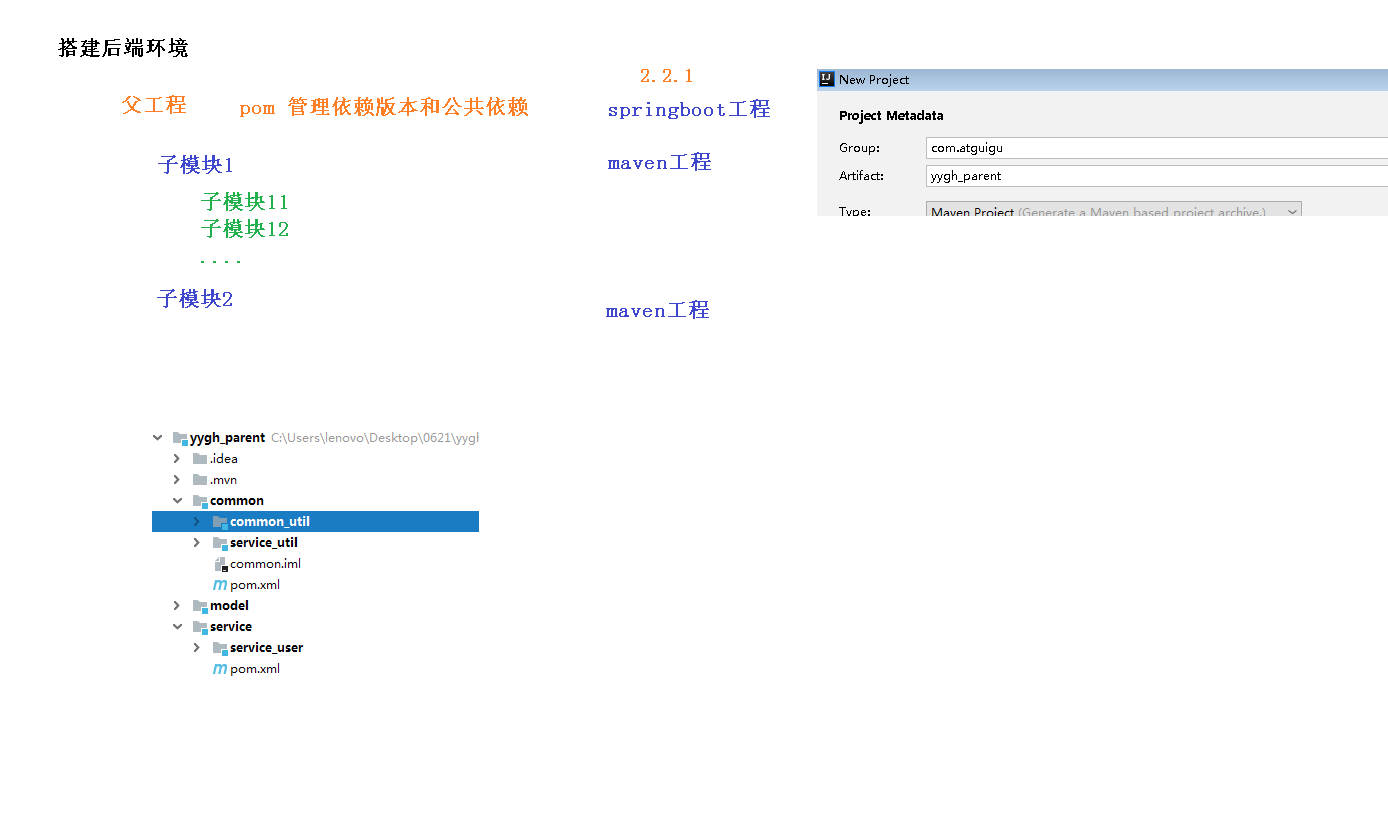 搭建后端环境
2.2.1
父工程 pom 管理依赖版本和公共依赖 springboot工程
子模块1 maven工程
子模块11
子模块12
....
子模块2 maven工程
New Project
Project Metadata
Group: com.atguigu
Artifact: yygh_parent
Type: Maven Project (Generate a Maven based project archive.)
yygh_parent C:\Users\lenovo\Desktop\0621\yygh
.idea
.mvn
common
common_util
service_util
common.iml
pom.xml
model
service
service_user
pom.xml